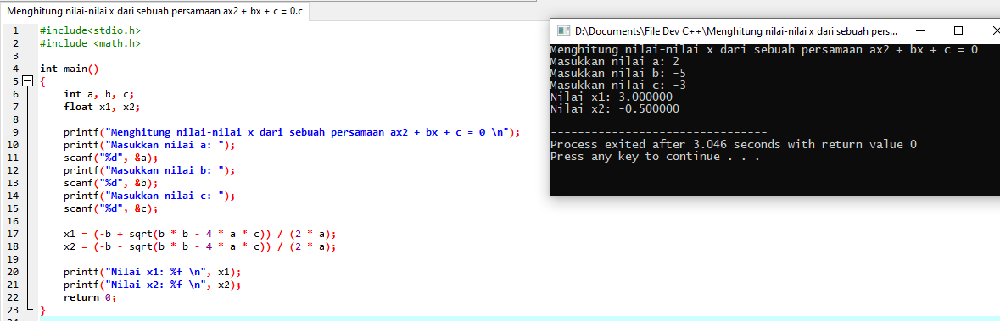 Menghitung nilai-nilai x dari sebuah persamaan ax2 + bx + c = 0.c
1 #include<stdio.h>
2 #include <math.h>
3
4 int main()
5 {
6 int a, b, c;
7 float x1, x2;
8
9 printf("Menghitung nilai-nilai x dari sebuah persamaan ax2 + bx + c = 0 \n");
10 printf("Masukkan nilai a: ");
11 scanf("%d", &a);
12 printf("Masukkan nilai b: ");
13 scanf("%d", &b);
14 printf("Masukkan nilai c: ");
15 scanf("%d", &c);
16
17 x1 = (-b + sqrt(b * b - 4 * a * c)) / (2 * a);
18 x2 = (-b - sqrt(b * b - 4 * a * c)) / (2 * a);
19
20 printf("Nilai x1: %f \n", x1);
21 printf("Nilai x2: %f \n", x2);
22 return 0;
23 }
D:\Documents\File Dev C++\Menghitung nilai-nilai x dari sebuah pers...
Menghitung nilai-nilai x dari sebuah persamaan ax2 + bx + c = 0
Masukkan nilai a: 2
Masukkan nilai b: -5
Masukkan nilai c: -3
Nilai x1: 3.000000
Nilai x2: -0.500000
--------------------------------
Process exited after 3.046 seconds with return value 0
Press any key to continue . . .